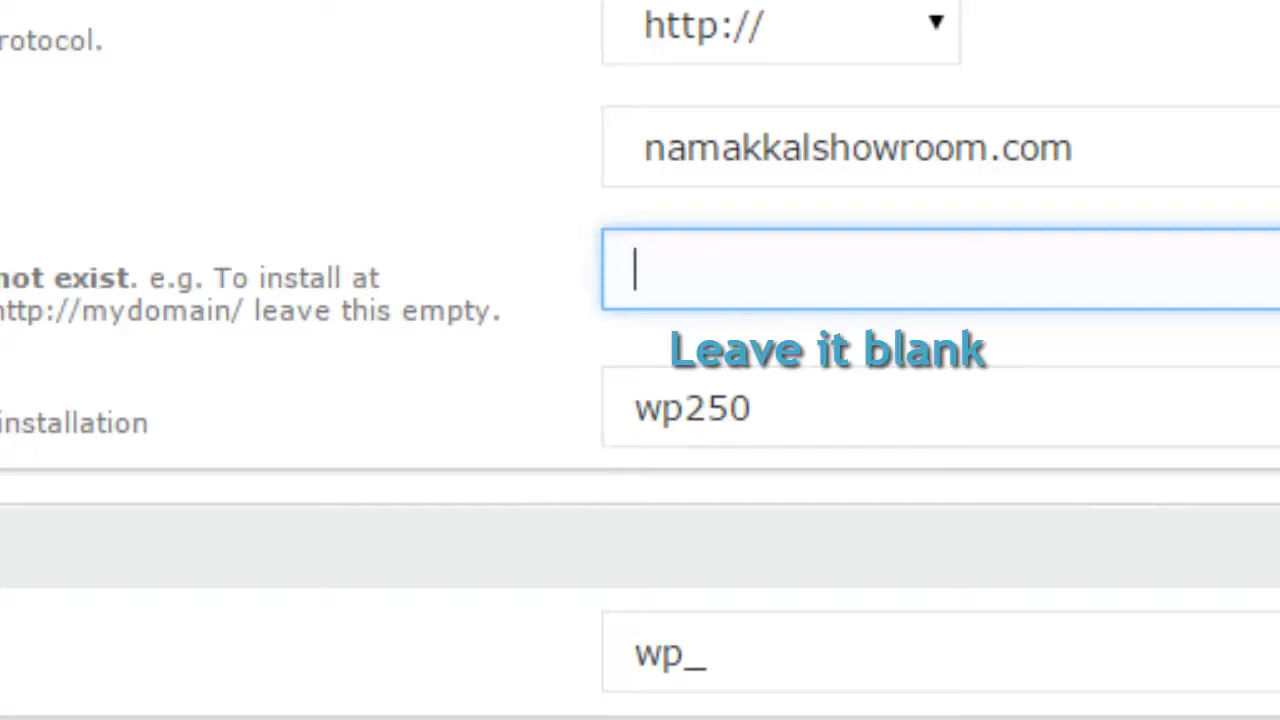 http://
rotocol.
namakkalshowroom.com
not exist. e.g. To install at
http://mydomain/ leave this empty.
Leave it blank
wp250
installation
wp_